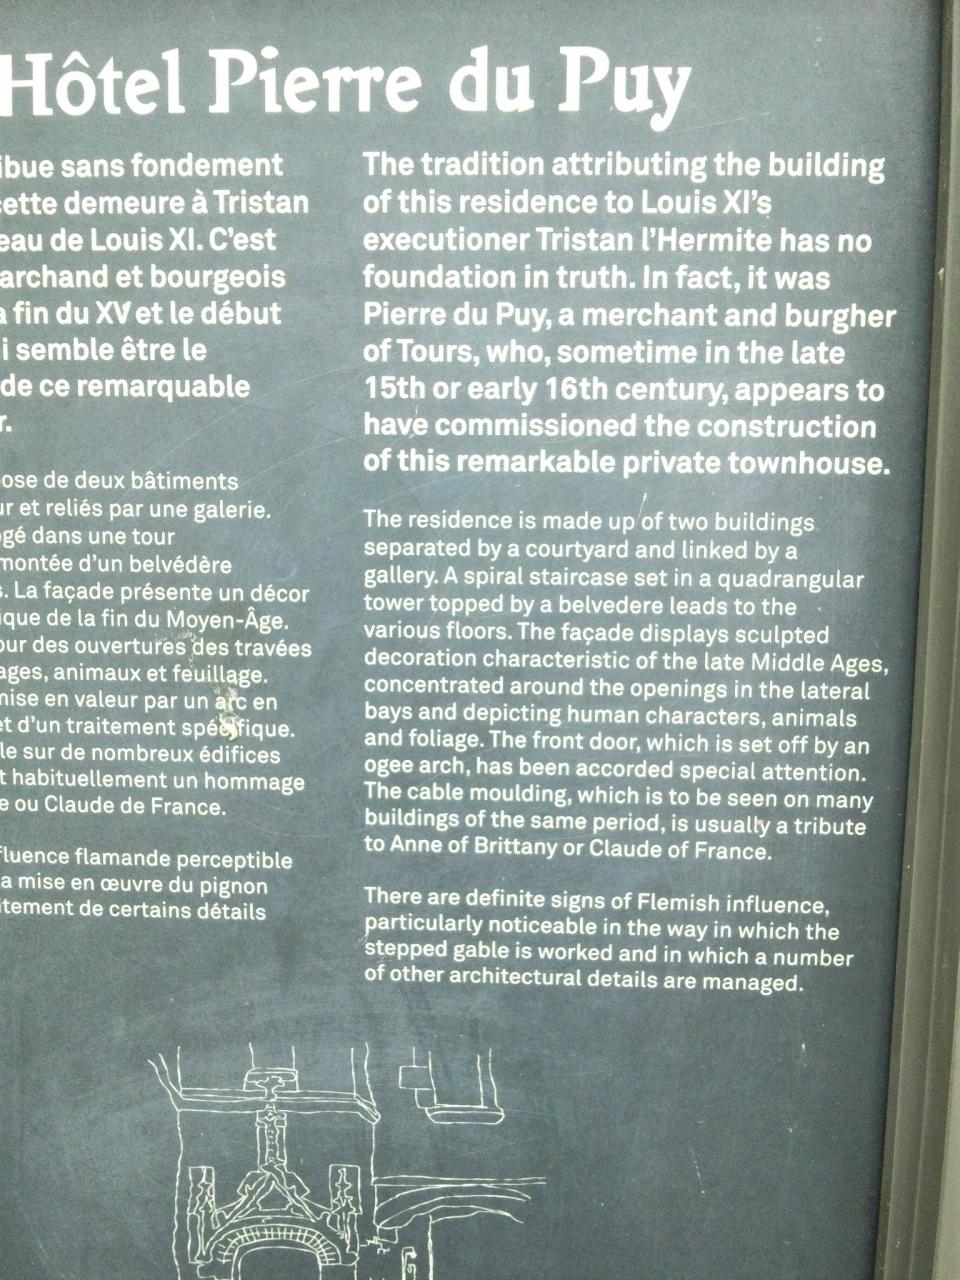 Hôtel Pierre du Puy
sans fondement
cette demeure à Tristan
de Louis XI. C'est
et bourgeois
fin du XV et le début
semble être le
de ce remarquable
de deux bâtiments
et reliés par une galerie.
dans une tour
d'un belvédère
La façade présente un décor
de la fin du Moyen-Âge.
des ouvertures des travées
animaux et feuillage.
mise en valeur par un arc en
et d'un traitement spécifique.
sur de nombreux édifices
habituellement un hommage
ou Claude de France.
flamande perceptible
mise en œuvre du pignon
de certains détails
The tradition attributing the building
of this residence to Louis XI's
executioner Tristan l'Hermite has no
foundation in truth. In fact, it was
Pierre du Puy, a merchant and burgher
of Tours, who, sometime in the late
15th or early 16th century, appears to
have commissioned the construction
of this remarkable private townhouse.
The residence is made up of two buildings
separated by a courtyard and linked by a
gallery. A spiral staircase set in a quadrangular
tower topped by a belvedere leads to the
various floors. The façade displays sculpted
decoration characteristic of the late Middle Ages,
concentrated around the openings in the lateral
bays and depicting human characters, animals
and foliage. The front door, which is set off by an
ogee arch, has been accorded special attention.
The cable moulding, which is to be seen on many
buildings of the same period, is usually a tribute
to Anne of Brittany or Claude of France.
There are definite signs of Flemish influence,
particularly noticeable in the way in which the
stepped gable is worked and in which a number
of other architectural details are managed.